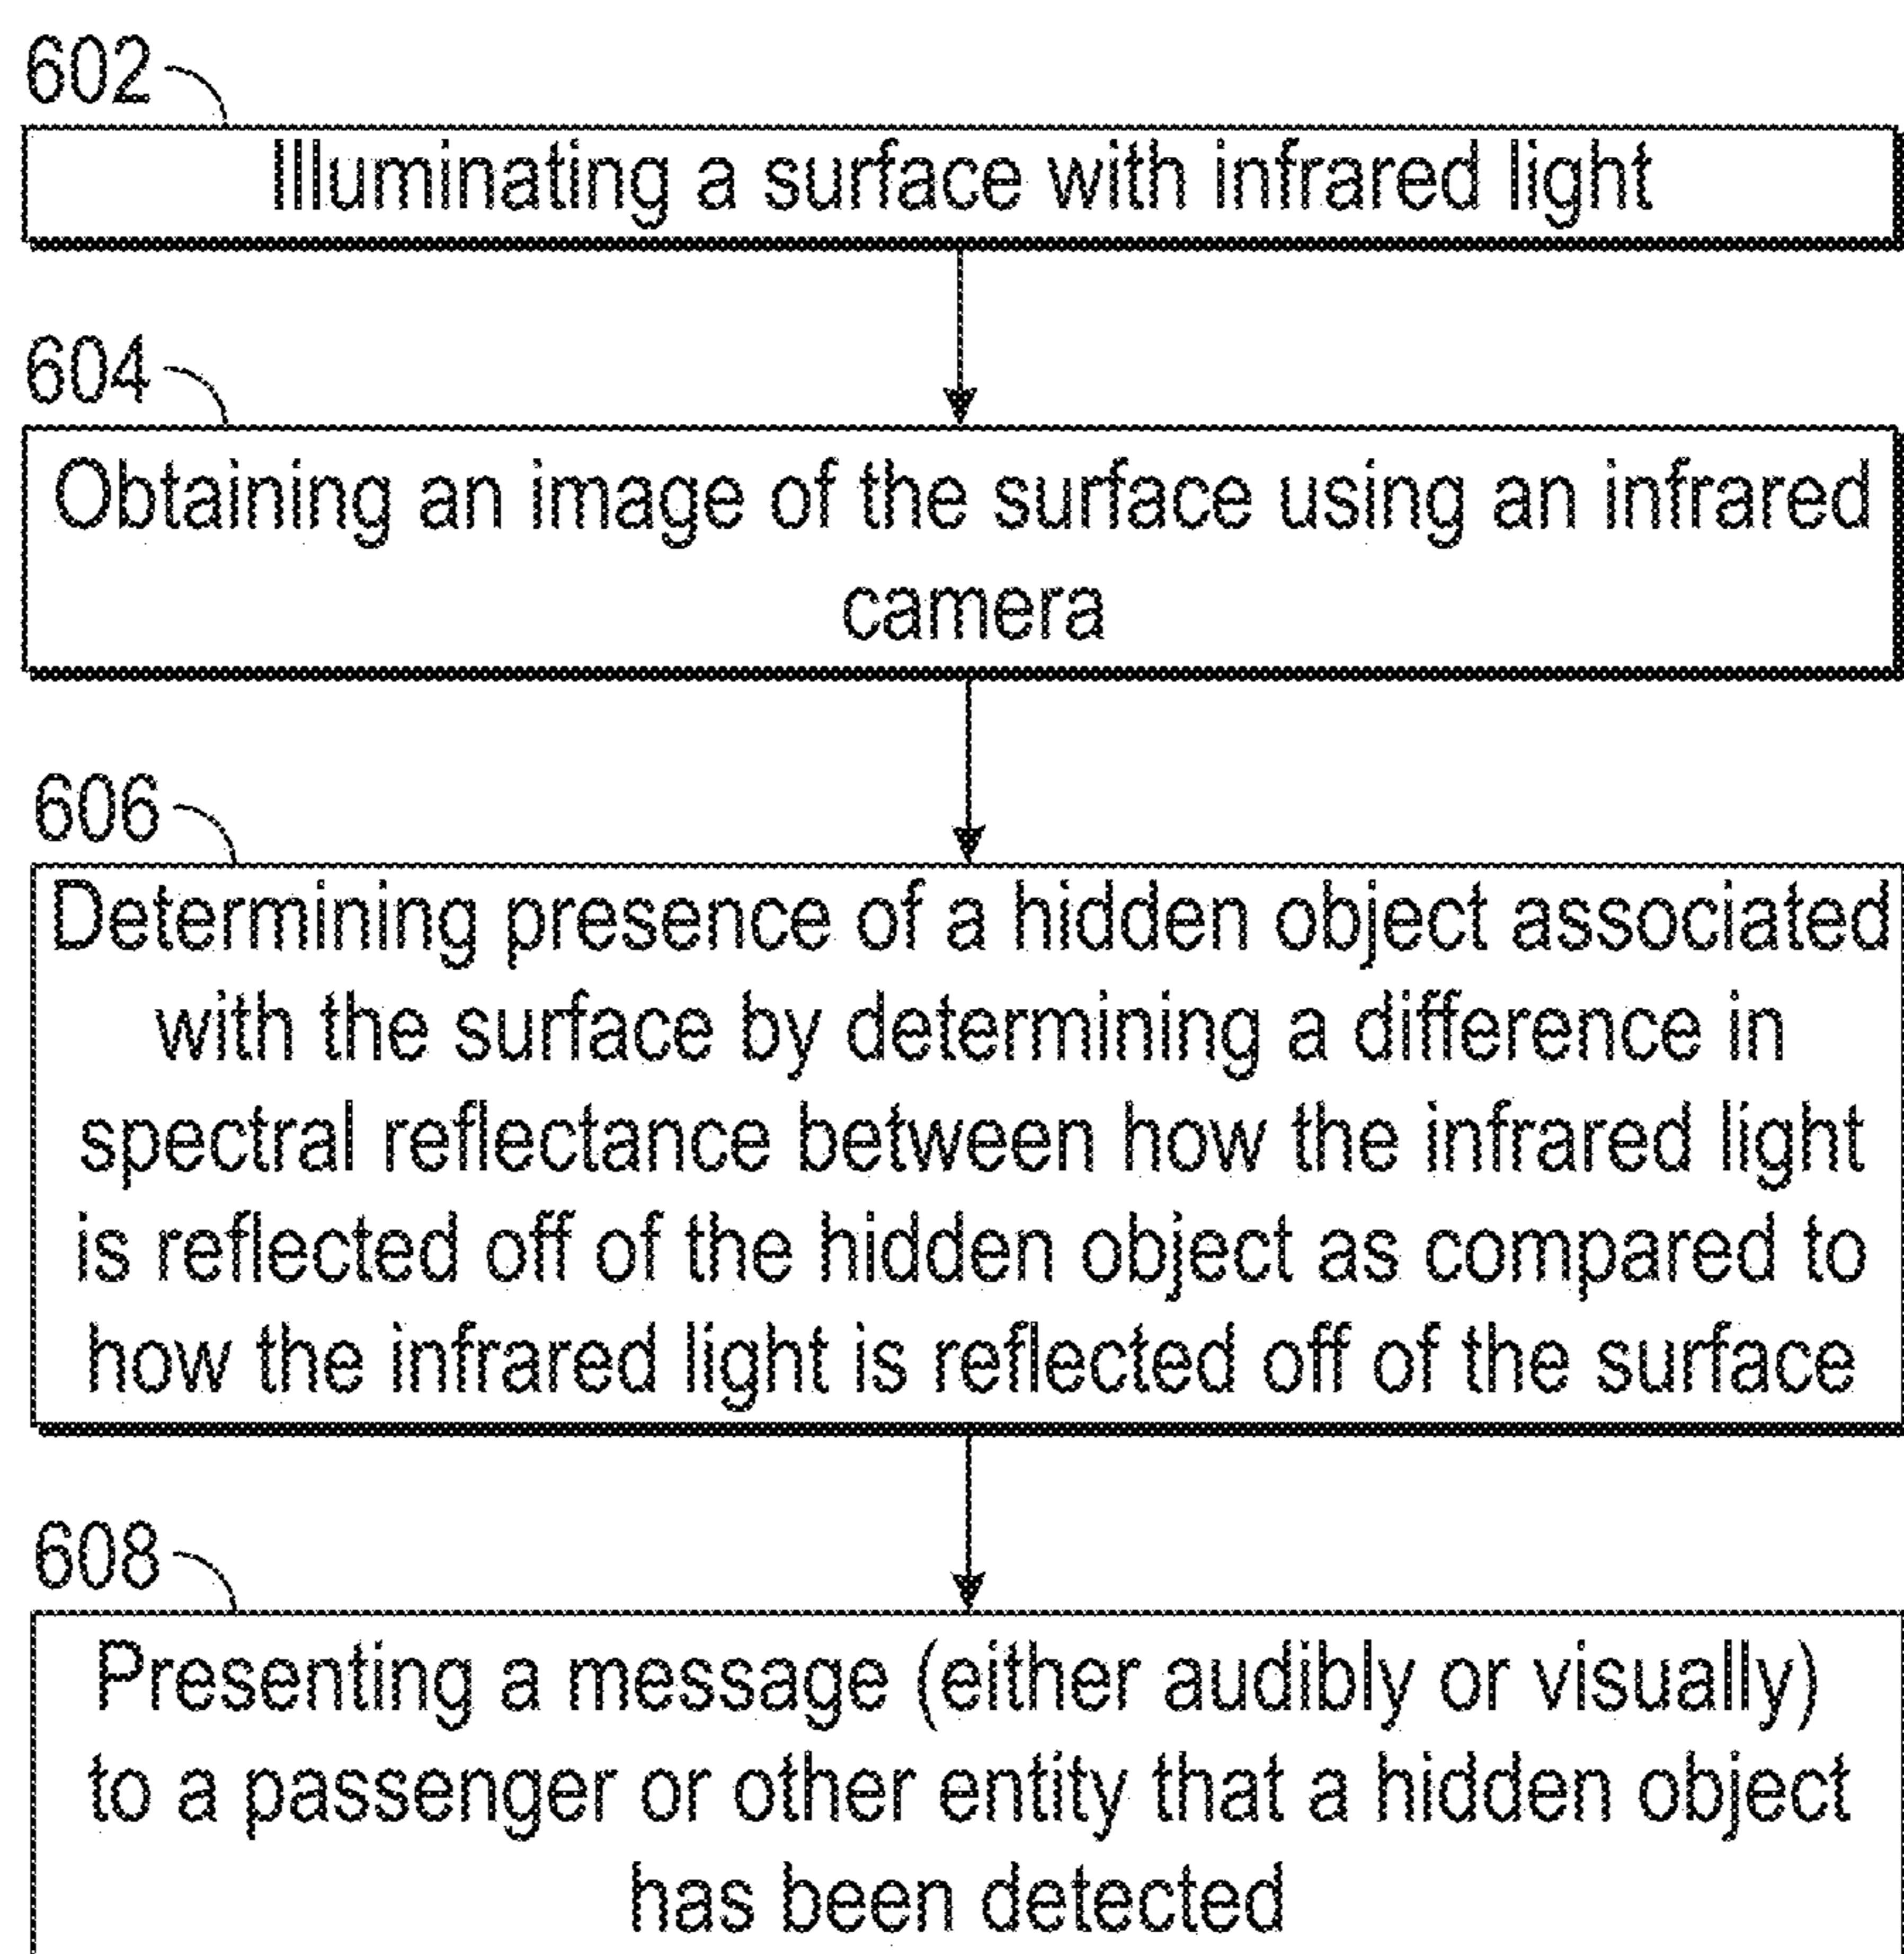 602
Illuminating a surface with infrared light
604
Obtaining an image of the surface using an infrared
camera
606
Determining presence of a hidden object associated
with the surface by determining a difference in
spectral reflectance between how the infrared light
is reflected off of the hidden object as compared to
how the infrared light is reflected off of the surface
608
Presenting a message (either audibly or visually)
to a passenger or other entity that a hidden object
has been detected